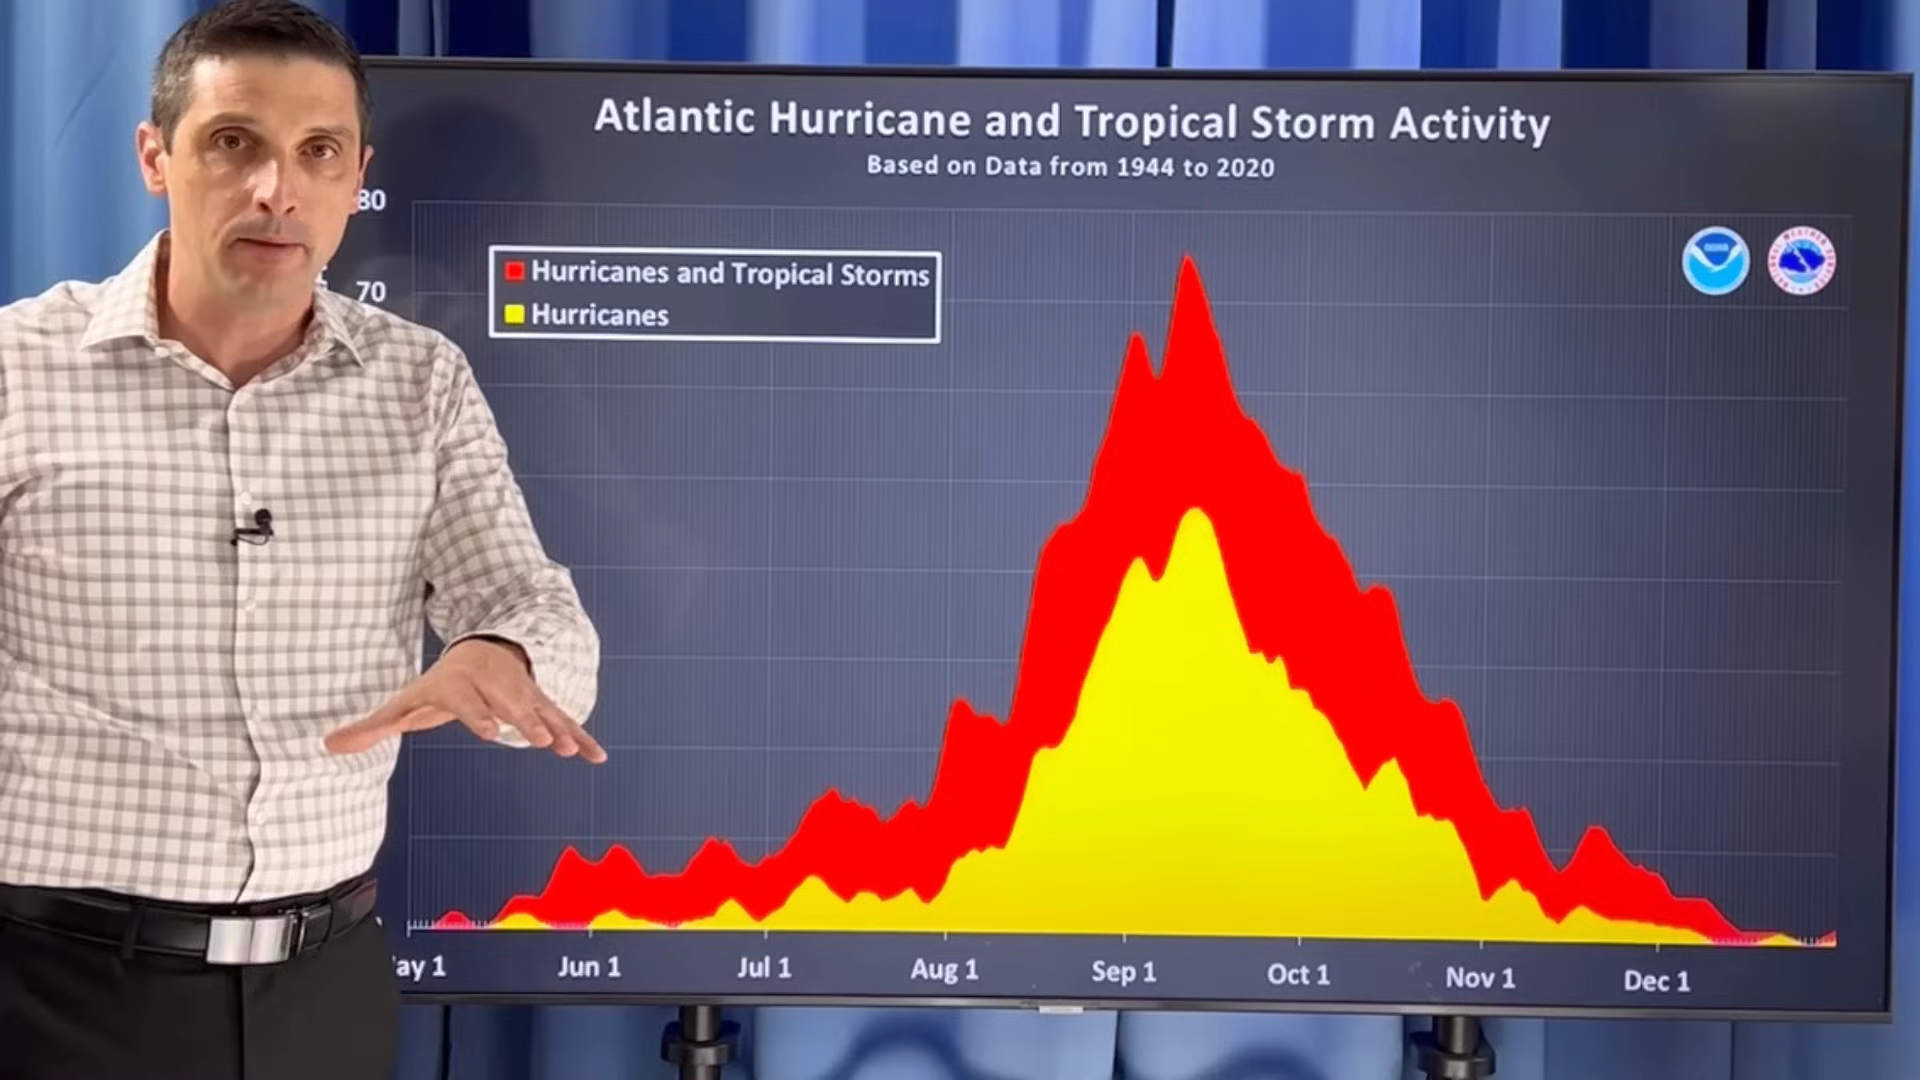 Atlantic Hurricane and Tropical Storm Activity
Based on Data from 1944 to 2020
80
70
Hurricanes and Tropical Storms
Hurricanes
noaa
ay 1 Jun 1 Jul 1 Aug 1 Sep 1 Oct 1 Nov 1 Dec 1